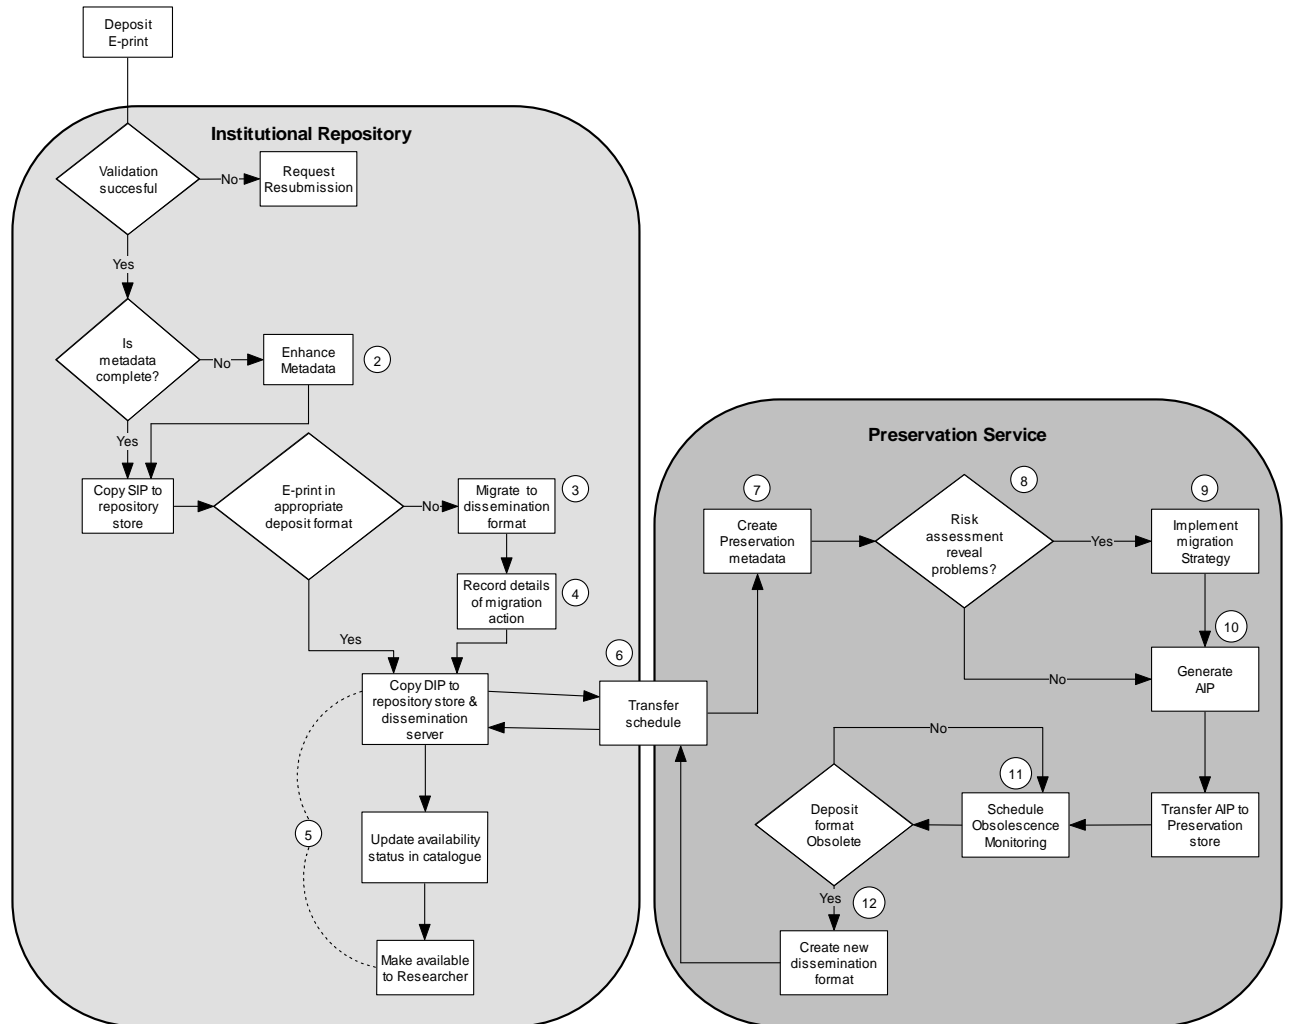 Deposit
E-print
Institutional Repository
Validation
succesful
No
Request
Resubmission
Yes
Is
metadata
complete?
No
Enhance
Metadata
2
Yes
Copy SIP to
repository
store
E-print in
appropriate
deposit format
No
Migrate to
dissemination
format
3
Record details
of migration
action
4
Yes
Copy DIP to
repository store &
dissemination
server
6
Transfer
schedule
5
Update availability
status in catalogue
Make available
to Researcher
Preservation Service
7
Create
Preservation
metadata
8
Risk
assessment
reveal
problems?
Yes
9
Implement
migration
Strategy
10
No
Generate
AIP
No
11
Deposit
format
Obsolete
Schedule
Obsolescence
Monitoring
Transfer AIP to
Preservation
store
Yes
12
Create new
dissemination
format